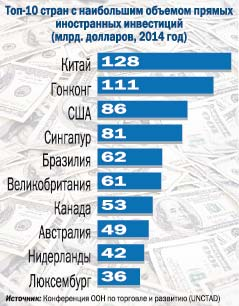 Топ-10 стран с наибольшим объемом прямых
иностранных инвестиций
(млрд. долларов, 2014 год)
Китай 128
Гонконг 111
США 86
Сингапур 81
Бразилия 62
Великобритания 61
Канада 53
Австралия 49
Нидерланды 42
Люксембург 36
Источник: Конференция ООН по торговле и развитию (UNCTAD)